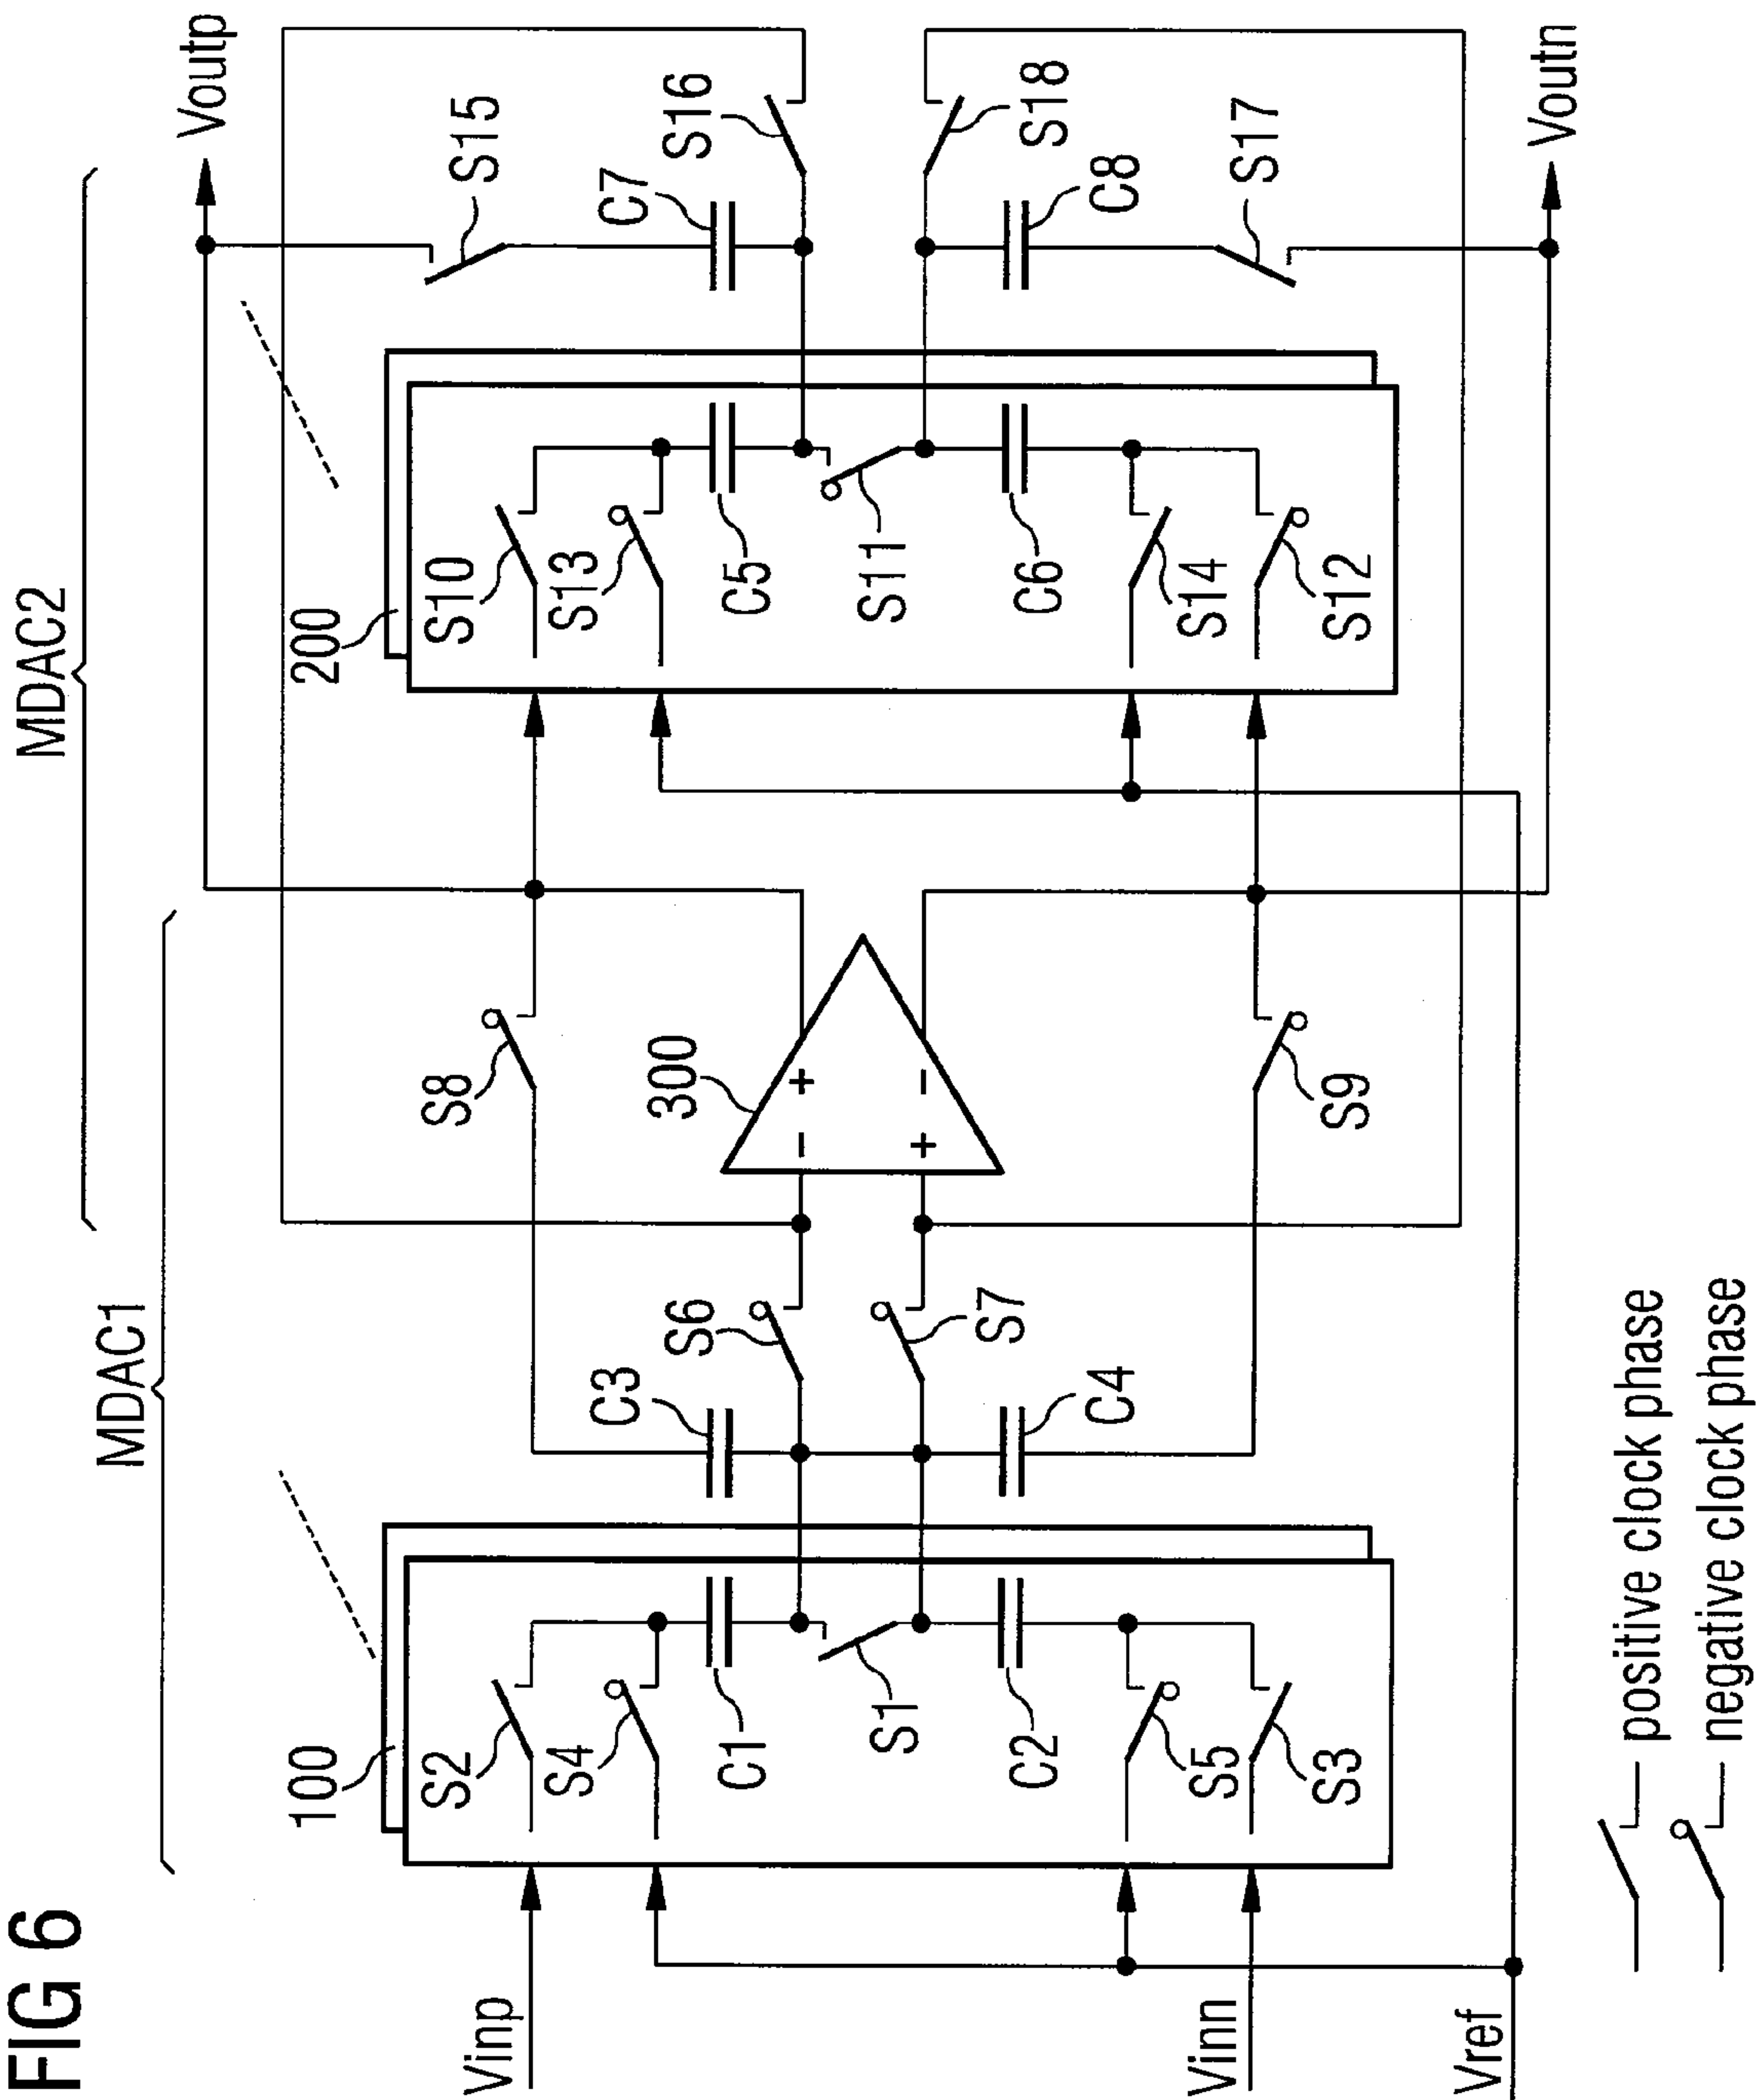 FIG 6
MDAC1
MDAC2
Vinp
Vinn
Vref
100
S2
S4
C1
S1
C2
S5
S3
C3
C4
S6
S7
S8
S9
300
- +
+ -
200
S10
S13
C5
S11
C6
S14
S12
C7
C8
S15
S16
S18
S17
Voutp
Voutn
positive clock phase
negative clock phase